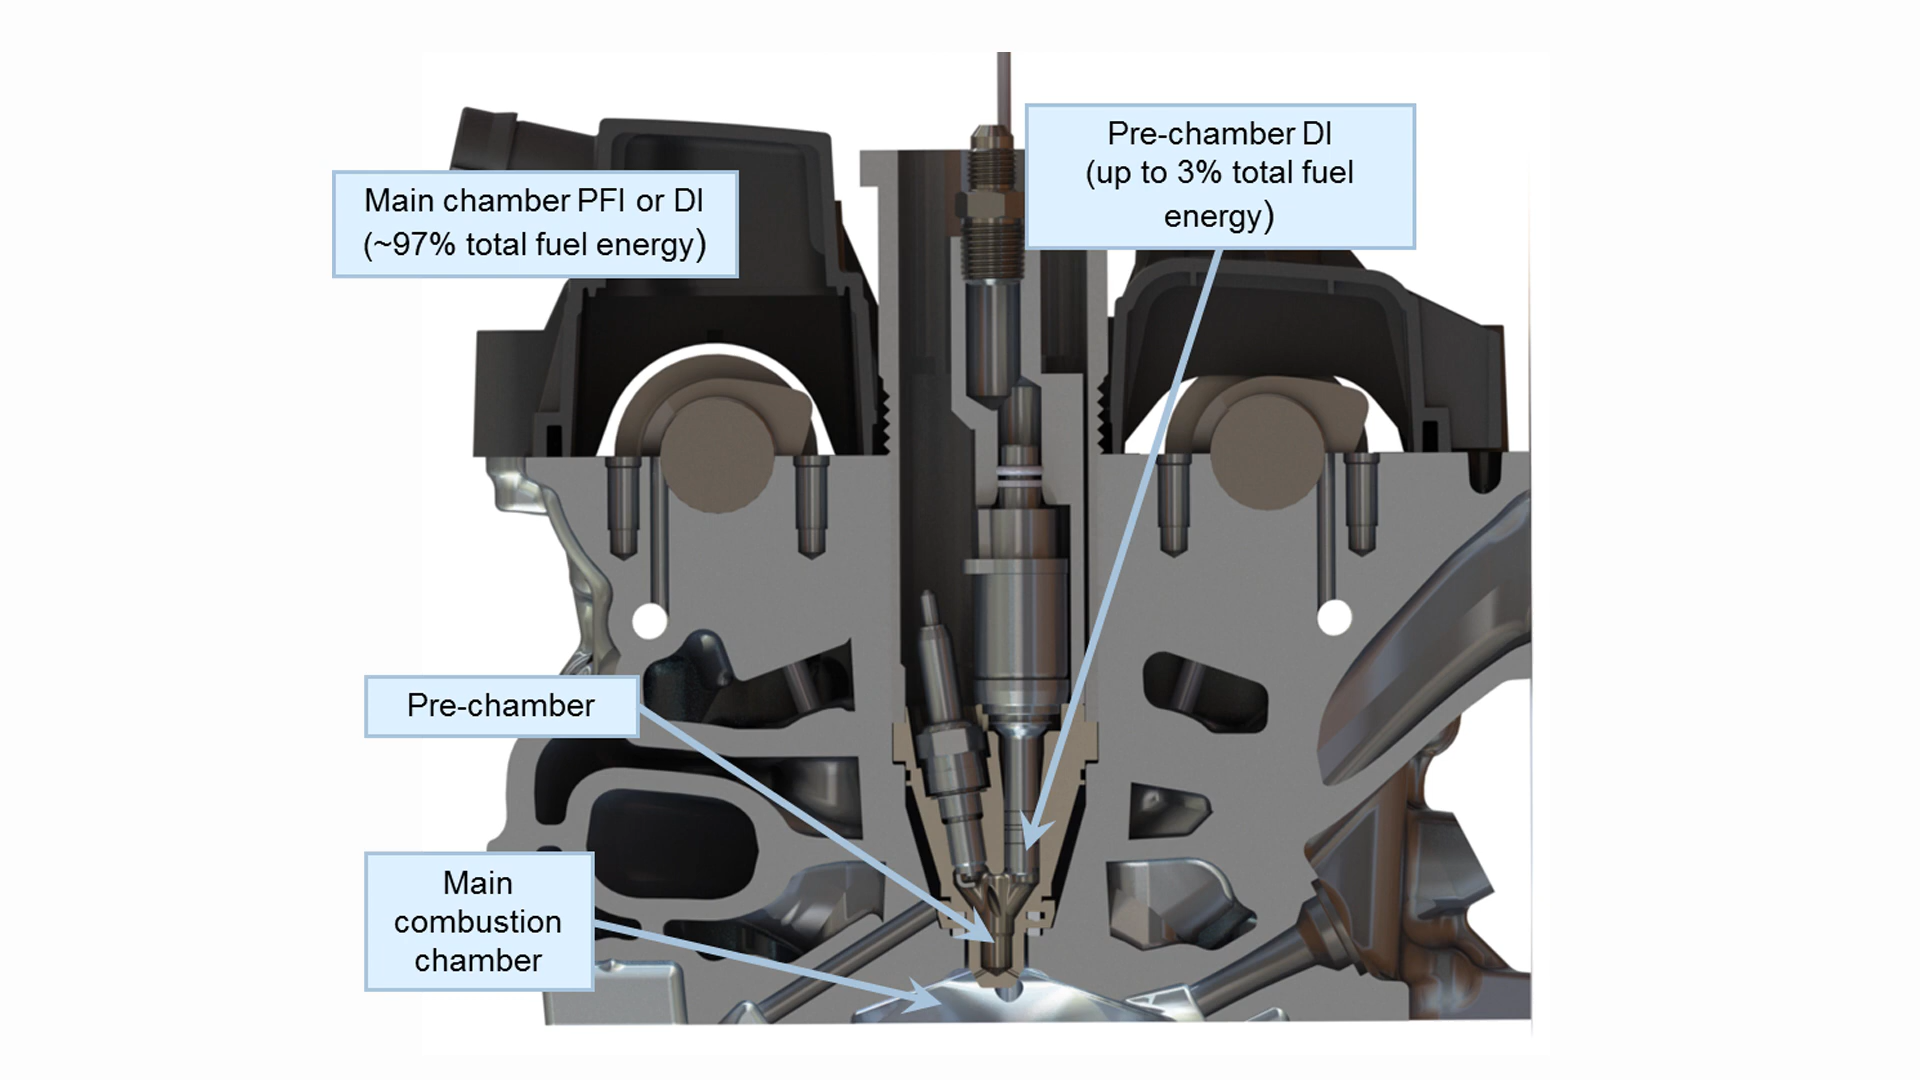 Pre-chamber DI
(up to 3% total fuel
energy)
Main chamber PFI or DI
(~97% total fuel energy)
Pre-chamber
Main
combustion
chamber